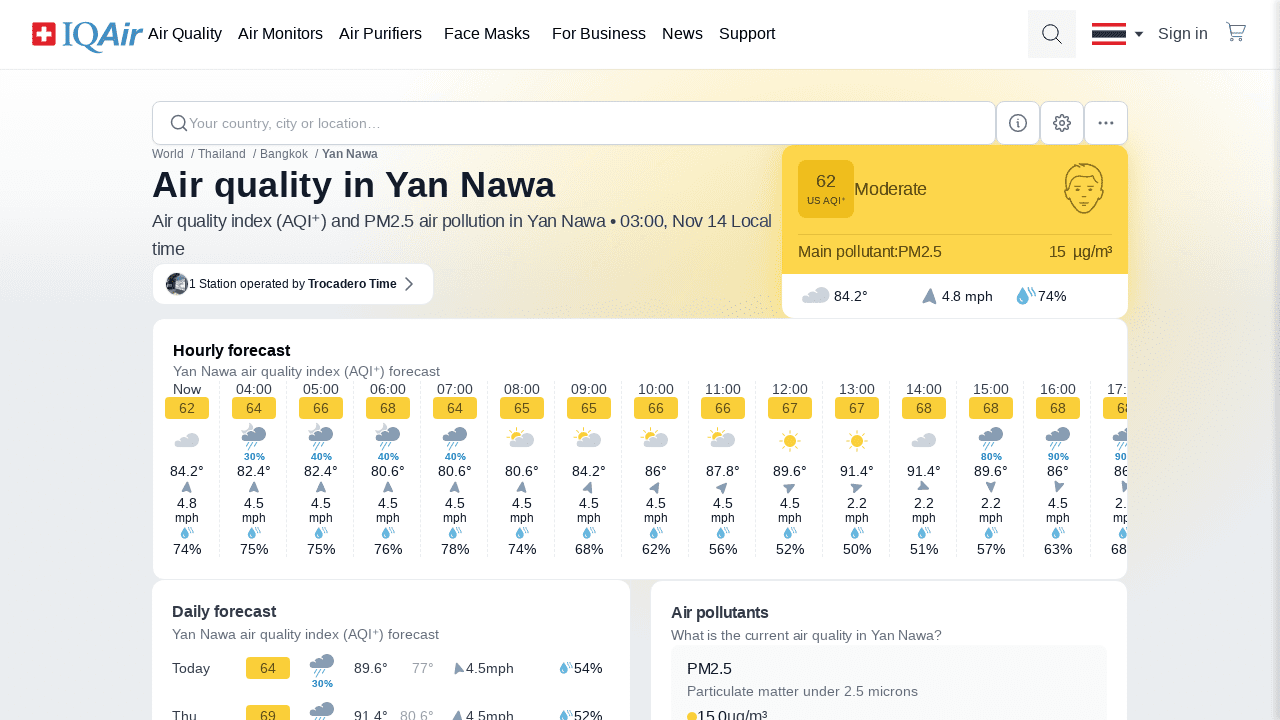 IQAir Air Quality Air Monitors Air Purifiers Face Masks For Business News Support Sign in
Your country, city or location...
World / Thailand / Bangkok / Yan Nawa
Air quality in Yan Nawa
Air quality index (AQI⁺) and PM2.5 air pollution in Yan Nawa • 03:00, Nov 14 Local
time
1 Station operated by Trocadero Time
62
US AQI⁺
Moderate
Main pollutant:PM2.5 15 µg/m³
84.2° 4.8 mph 74%
Hourly forecast
Yan Nawa air quality index (AQI⁺) forecast
Now 04:00 05:00 06:00 07:00 08:00 09:00 10:00 11:00 12:00 13:00 14:00 15:00 16:00 17:
62 64 66 68 64 65 65 66 66 67 67 68 68 68 68
30% 40% 40% 40% 80% 90% 90
84.2° 82.4° 82.4° 80.6° 80.6° 80.6° 84.2° 86° 87.8° 89.6° 91.4° 91.4° 89.6° 86° 86
4.8 4.5 4.5 4.5 4.5 4.5 4.5 4.5 4.5 4.5 2.2 2.2 2.2 4.5 2.
mph mph mph mph mph mph mph mph mph mph mph mph mph mph mp
74% 75% 75% 76% 78% 74% 68% 62% 56% 52% 50% 51% 57% 63% 68
Daily forecast
Yan Nawa air quality index (AQI⁺) forecast
Today 64 89.6° 77° 4.5mph 54%
30%
Thu 69 91.4° 80.6° 4.5mph 52%
Air pollutants
What is the current air quality in Yan Nawa?
PM2.5
Particulate matter under 2.5 microns
15.0µg/m³